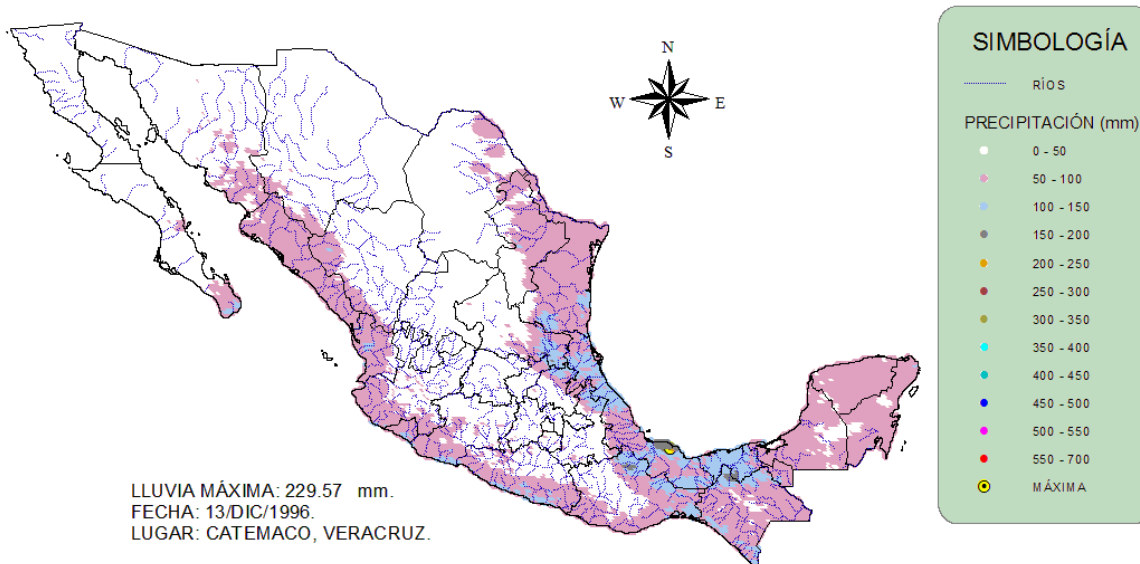 N
W E
S
LLUVIA MÁXIMA: 229.57 mm.
FECHA: 13/DIC/1996.
LUGAR: CATEMACO, VERACRUZ.
SIMBOLOGÍA
RÍOS
PRECIPITACIÓN (mm)
0 - 50
50 - 100
100 - 150
150 - 200
200 - 250
250 - 300
300 - 350
350 - 400
400 - 450
450 - 500
500 - 550
550 - 700
MÁXIMA